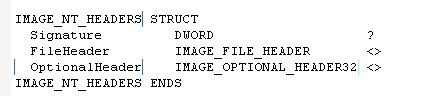 IMAGE_NT_HEADERS STRUCT
Signature DWORD ?
FileHeader IMAGE_FILE_HEADER <>
OptionalHeader IMAGE_OPTIONAL_HEADER32 <>
IMAGE_NT_HEADERS ENDS